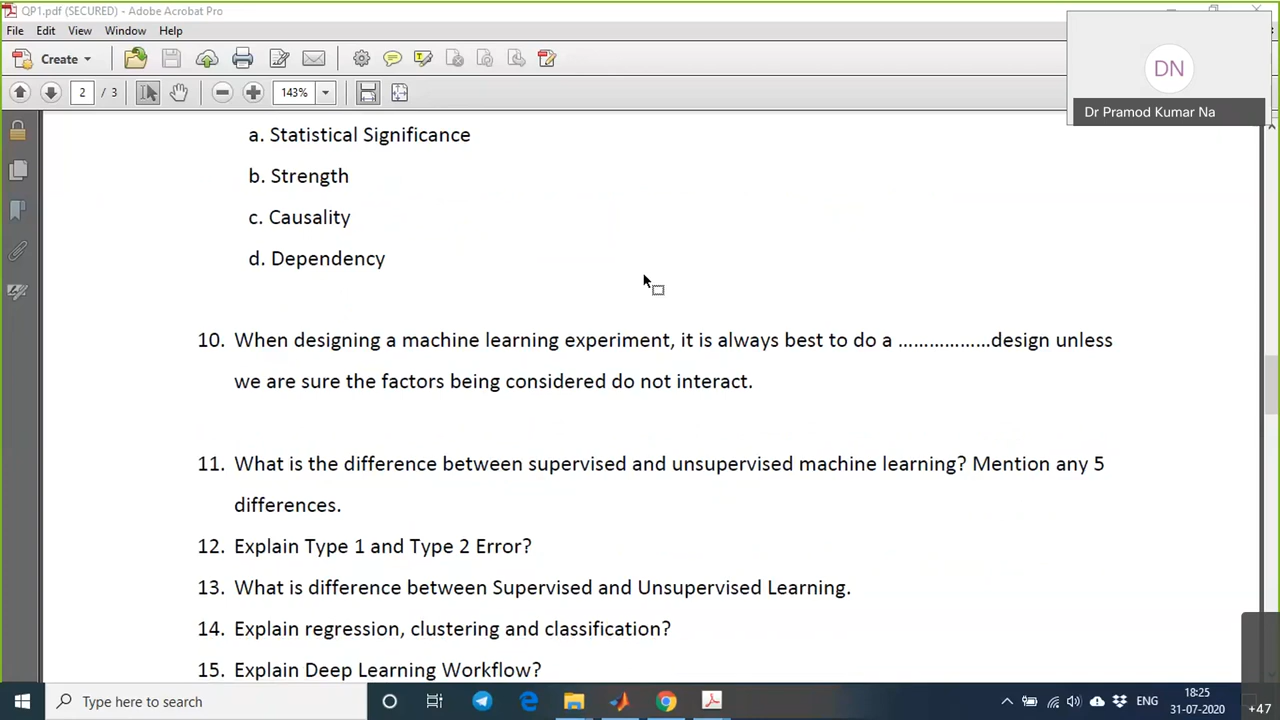 QP1.pdf (SECURED) - Adobe Acrobat Pro
File Edit View Window Help
Create
2 / 3 143%
DN
Dr Pramod Kumar Na
a. Statistical Significance
b. Strength
c. Causality
d. Dependency
10. When designing a machine learning experiment, it is always best to do a ………………design unless
we are sure the factors being considered do not interact.
11. What is the difference between supervised and unsupervised machine learning? Mention any 5
differences.
12. Explain Type 1 and Type 2 Error?
13. What is difference between Supervised and Unsupervised Learning.
14. Explain regression, clustering and classification?
15. Explain Deep Learning Workflow?
Type here to search
ENG
18:25
31-07-2020
+47